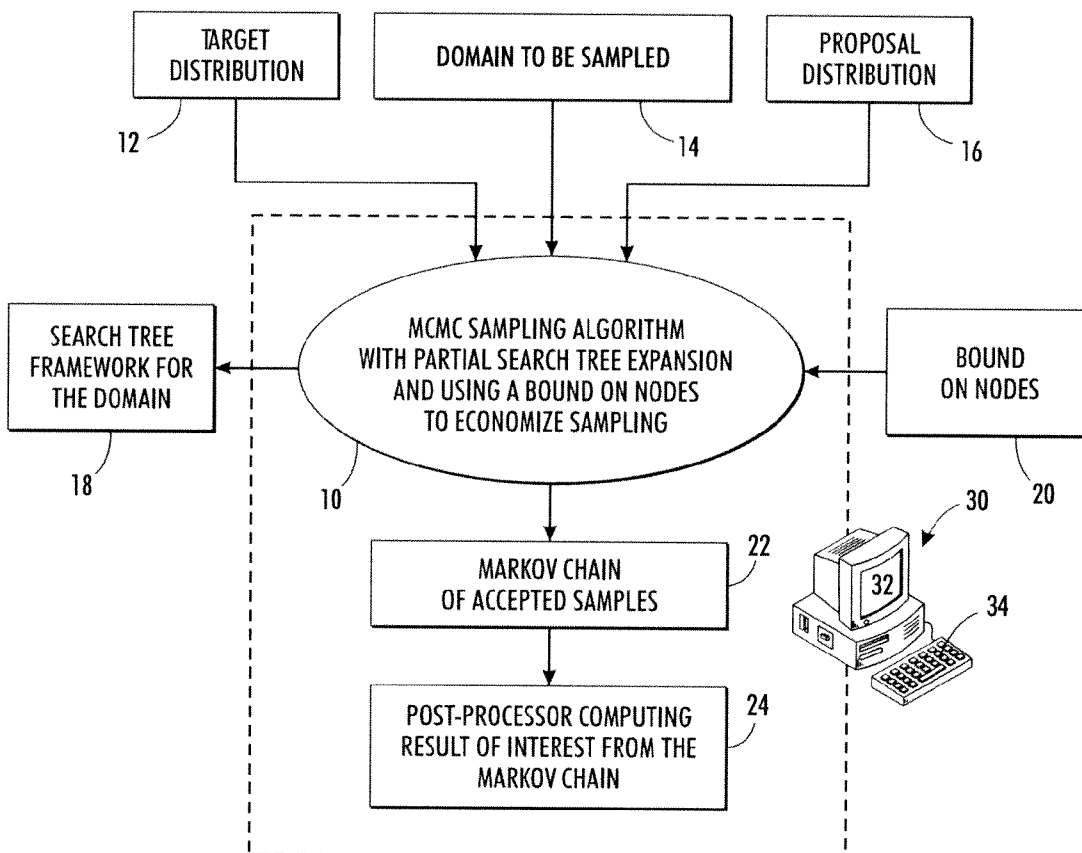 TARGET
DISTRIBUTION
12
DOMAIN TO BE SAMPLED
14
PROPOSAL
DISTRIBUTION
16
SEARCH TREE
FRAMEWORK FOR
THE DOMAIN
18
MCMC SAMPLING ALGORITHM
WITH PARTIAL SEARCH TREE EXPANSION
AND USING A BOUND ON NODES
TO ECONOMIZE SAMPLING
10
BOUND
ON NODES
20
30
32
34
MARKOV CHAIN
OF ACCEPTED SAMPLES
22
POST-PROCESSOR COMPUTING
RESULT OF INTEREST FROM THE
MARKOV CHAIN
24